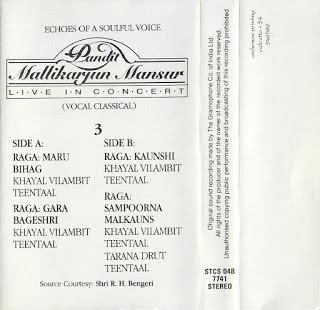 ECHOES OF A SOULFUL VOICE
Pandit
Mallikarjun Mansur
LIVE IN CONCERT
(VOCAL CLASSICAL)
3
SIDE A:
RAGA: MARU
BIHAG
KHAYAL VILAMBIT
TEENTAAL
RAGA: GARA
BAGESHRI
KHAYAL VILAMBIT
TEENTAAL
SIDE B:
RAGA: KAUNSHI
KHAYAL VILAMBIT
TEENTAAL
RAGA:
SAMPOORNA
MALKAUNS
KHAYAL VILAMBIT
TEENTAAL
TARANA DRUT
TEENTAAL
Source Courtesy: Shri R. H. Bengeri
Original sound recording made by The Gramophone Co. of India Ltd.
All rights of the producer and of the owner of the recorded work reserved.
Unauthorised copying public performance and broadcasting of this recording prohibited
STCS 04B
7741
STEREO
calcutta - 54